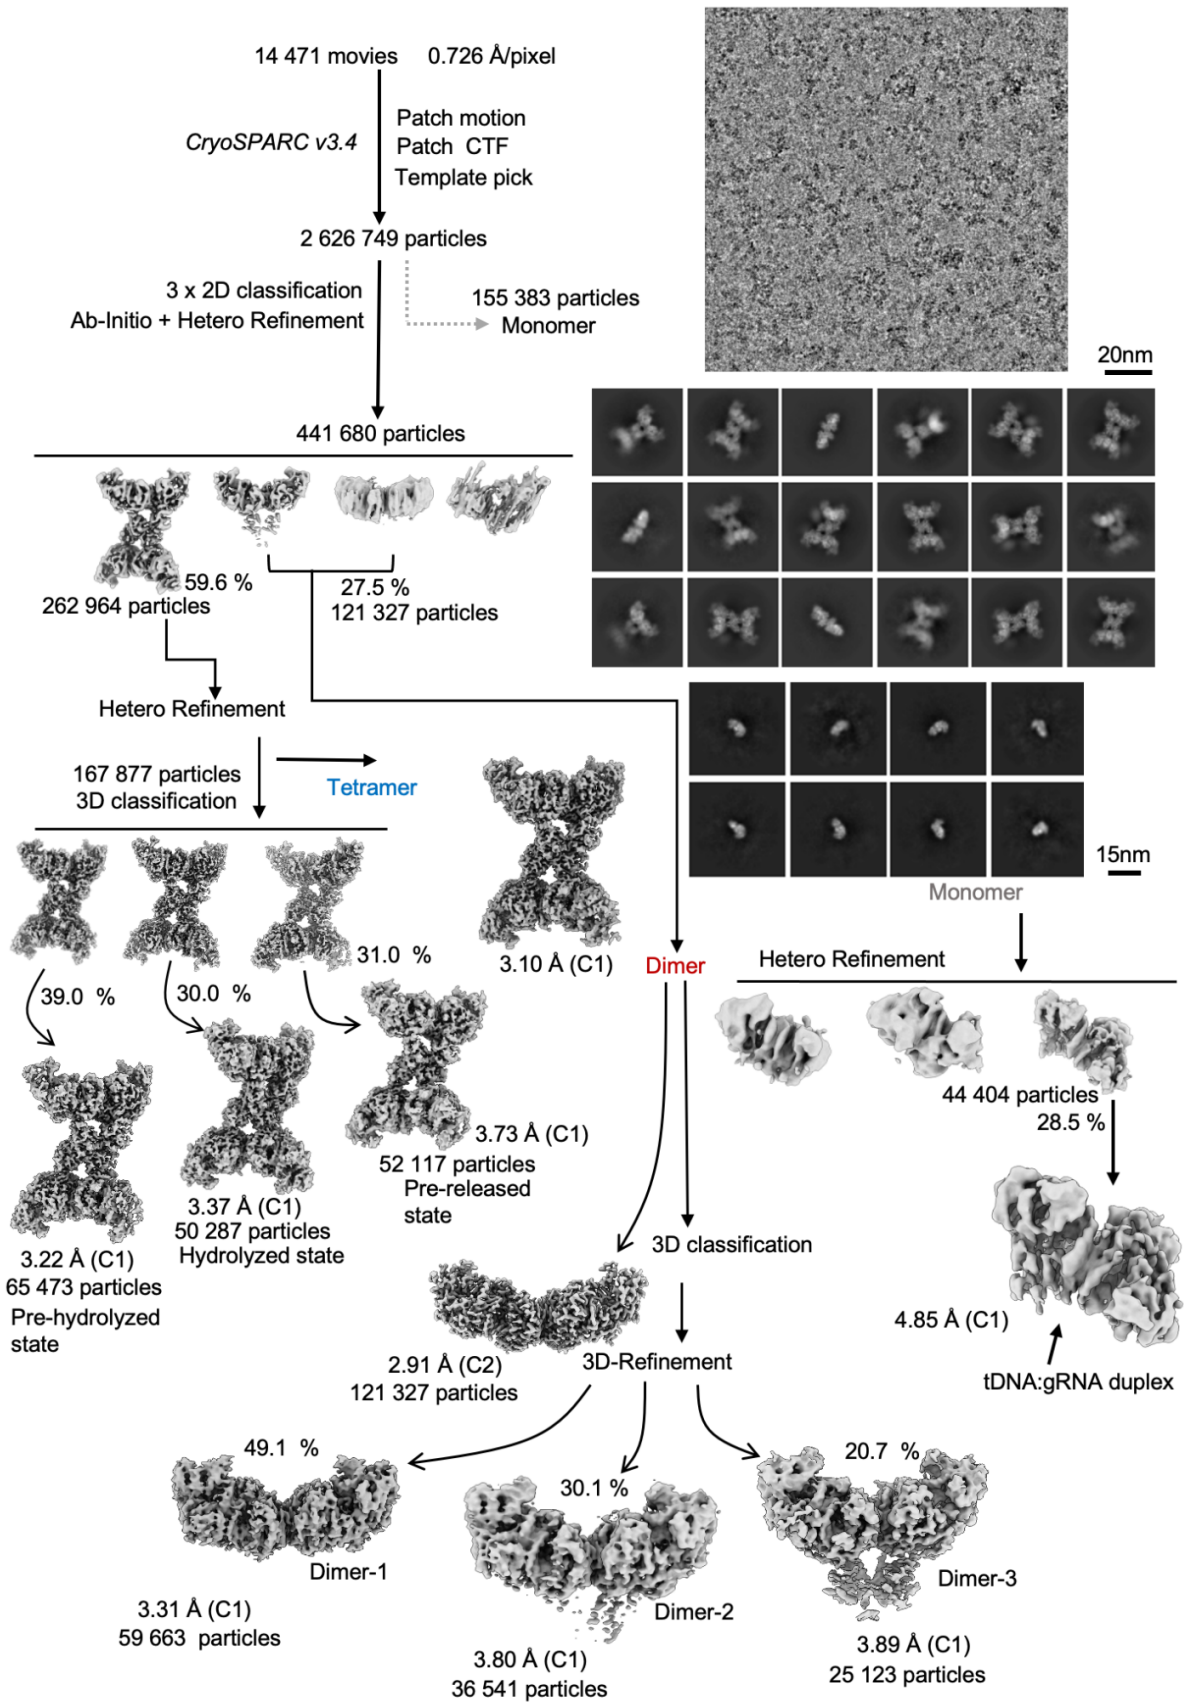 14 471 movies 0.726 Å/pixel
CryoSPARC v3.4
Patch motion
Patch CTF
Template pick
2 626 749 particles
3 x 2D classification
Ab-Initio + Hetero Refinement
155 383 particles
Monomer
20nm
441 680 particles
59.6 %
262 964 particles
27.5 %
121 327 particles
Hetero Refinement
167 877 particles
3D classification
Tetramer
15nm
Monomer
3.10 Å (C1)
Dimer
Hetero Refinement
39.0 %
30.0 %
31.0 %
44 404 particles
28.5 %
3.73 Å (C1)
52 117 particles
Pre-released
state
3.37 Å (C1)
50 287 particles
Hydrolyzed state
3.22 Å (C1)
65 473 particles
Pre-hydrolyzed
state
3D classification
4.85 Å (C1)
tDNA:gRNA duplex
2.91 Å (C2)
121 327 particles
3D-Refinement
49.1 %
30.1 %
20.7 %
Dimer-1
Dimer-2
Dimer-3
3.31 Å (C1)
59 663 particles
3.80 Å (C1)
36 541 particles
3.89 Å (C1)
25 123 particles